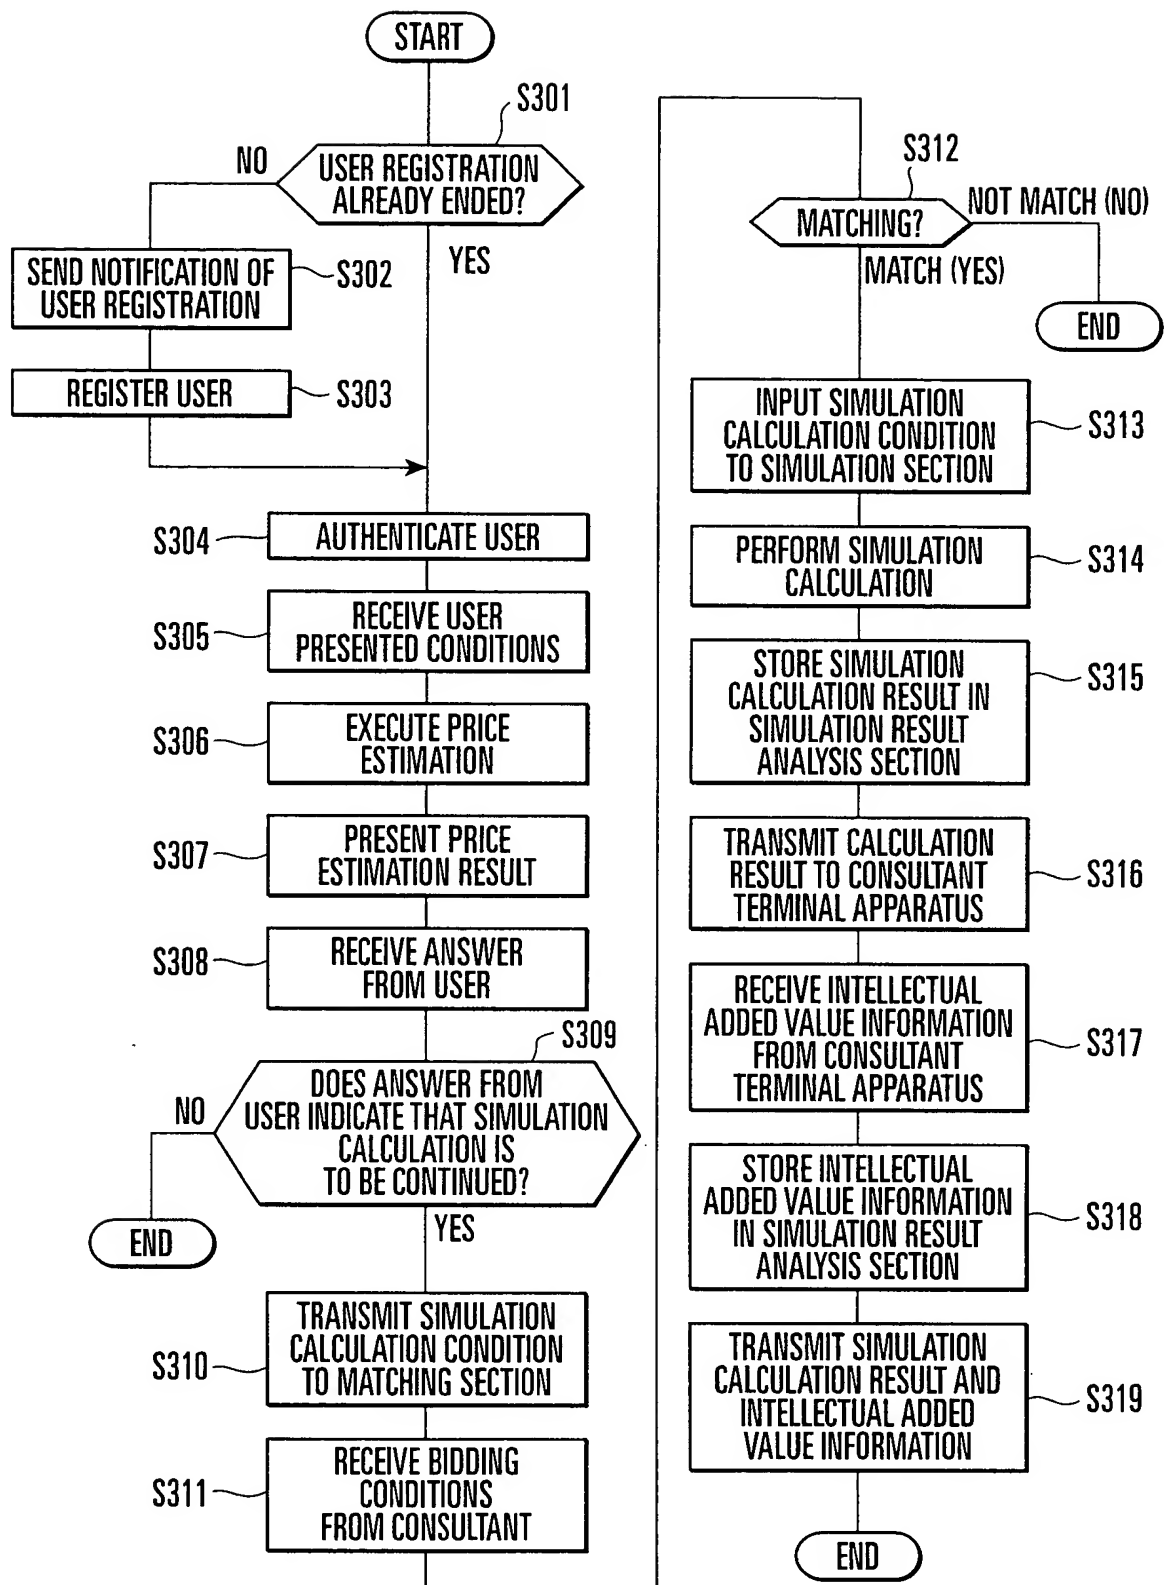 START
S301
NO
USER REGISTRATION
ALREADY ENDED?
YES
SEND NOTIFICATION OF
USER REGISTRATION
S302
REGISTER USER
S303
S304
AUTHENTICATE USER
S305
RECEIVE USER
PRESENTED CONDITIONS
S306
EXECUTE PRICE
ESTIMATION
S307
PRESENT PRICE
ESTIMATION RESULT
S308
RECEIVE ANSWER
FROM USER
S309
NO
DOES ANSWER FROM
USER INDICATE THAT SIMULATION
CALCULATION IS
TO BE CONTINUED?
END
YES
S310
TRANSMIT SIMULATION
CALCULATION CONDITION
TO MATCHING SECTION
S311
RECEIVE BIDDING
CONDITIONS
FROM CONSULTANT
S312
MATCHING?
NOT MATCH (NO)
MATCH (YES)
END
INPUT SIMULATION
CALCULATION CONDITION
TO SIMULATION SECTION
S313
PERFORM SIMULATION
CALCULATION
S314
STORE SIMULATION
CALCULATION RESULT IN
SIMULATION RESULT
ANALYSIS SECTION
S315
TRANSMIT CALCULATION
RESULT TO CONSULTANT
TERMINAL APPARATUS
S316
RECEIVE INTELLECTUAL
ADDED VALUE INFORMATION
FROM CONSULTANT
TERMINAL APPARATUS
S317
STORE INTELLECTUAL
ADDED VALUE INFORMATION
IN SIMULATION RESULT
ANALYSIS SECTION
S318
TRANSMIT SIMULATION
CALCULATION RESULT AND
INTELLECTUAL ADDED
VALUE INFORMATION
S319
END